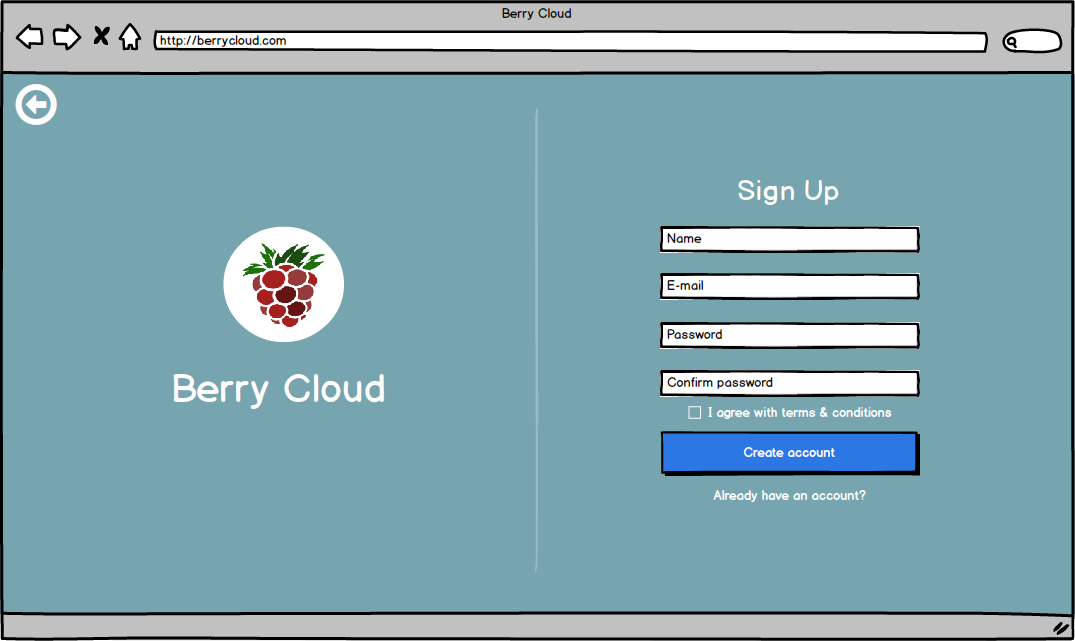 Berry Cloud
http://berrycloud.com
Berry Cloud
Sign Up
Name
E-mail
Password
Confirm password
I agree with terms & conditions
Create account
Already have an account?